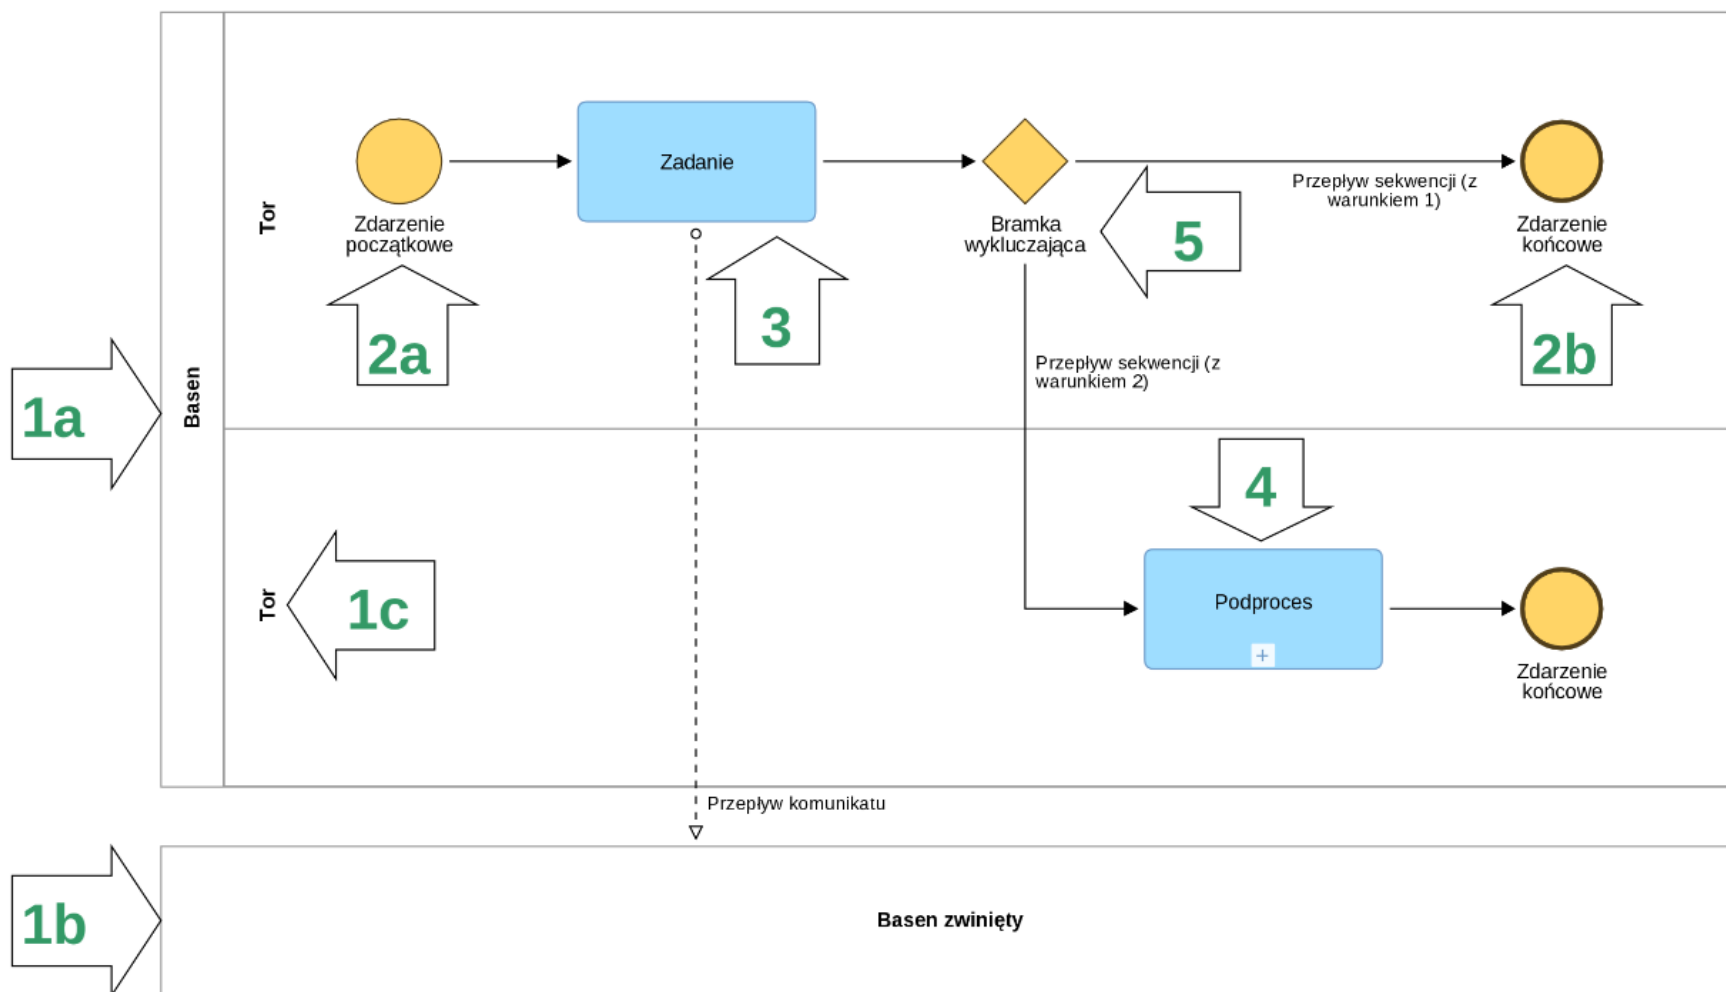 Basen
Tor
Zadanie
Zdarzenie
początkowe
Bramka
wykluczająca
Przepływ sekwencji (z
warunkiem 1)
Zdarzenie
końcowe
2a
3
5
2b
1a
Przepływ sekwencji (z
warunkiem 2)
4
Tor
1c
Podproces
+
Zdarzenie
końcowe
Przepływ komunikatu
1b
Basen zwinięty